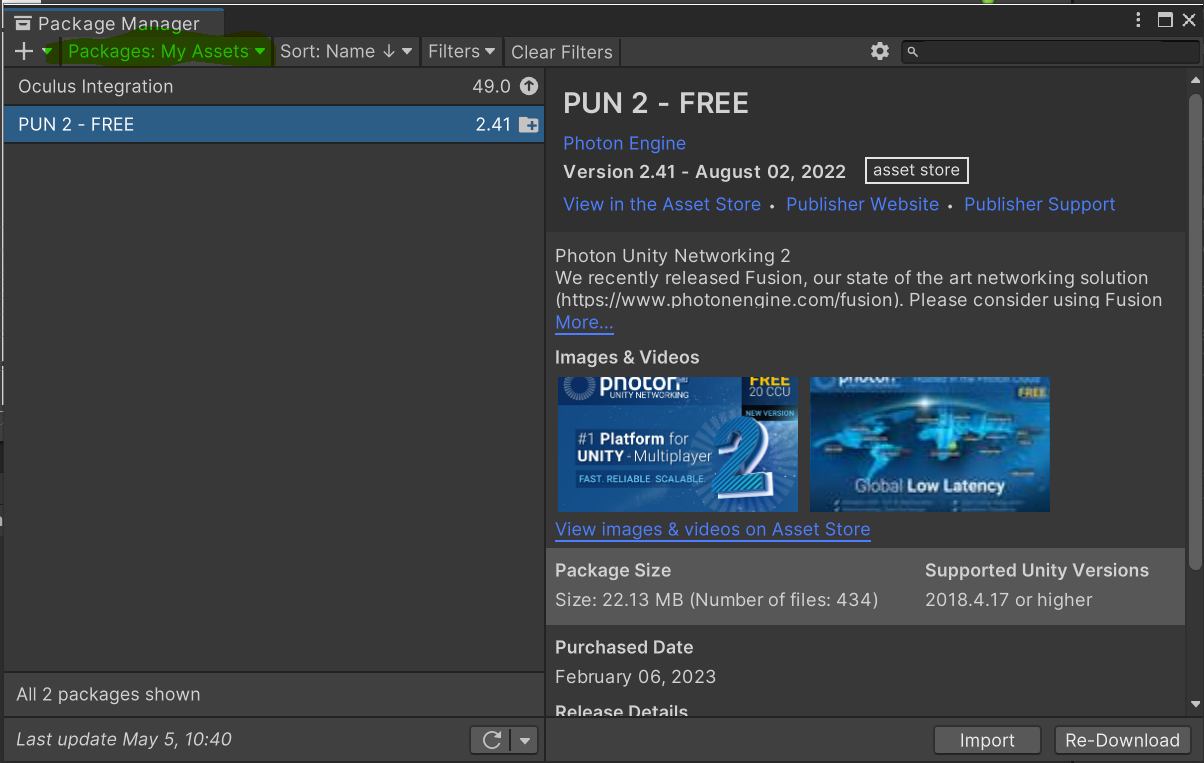 Package Manager
Packages: My Assets Sort: Name ↓ Filters Clear Filters
Oculus Integration 49.0
PUN 2 - FREE 2.41
All 2 packages shown
Last update May 5, 10:40
PUN 2 - FREE
Photon Engine
Version 2.41 - August 02, 2022 asset store
View in the Asset Store • Publisher Website • Publisher Support
Photon Unity Networking 2
We recently released Fusion, our state of the art networking solution
(https://www.photonengine.com/fusion). Please consider using Fusion
More...
Images & Videos
photon
UNITY NETWORKING
FREE
20 CCU
NEW VERSION
#1 Platform for
UNITY - Multiplayer
2
FAST. RELIABLE. SCALABLE.
photon
FREE
Global Low Latency
View images & videos on Asset Store
Package Size Supported Unity Versions
Size: 22.13 MB (Number of files: 434) 2018.4.17 or higher
Purchased Date
February 06, 2023
Release Details
Import Re-Download